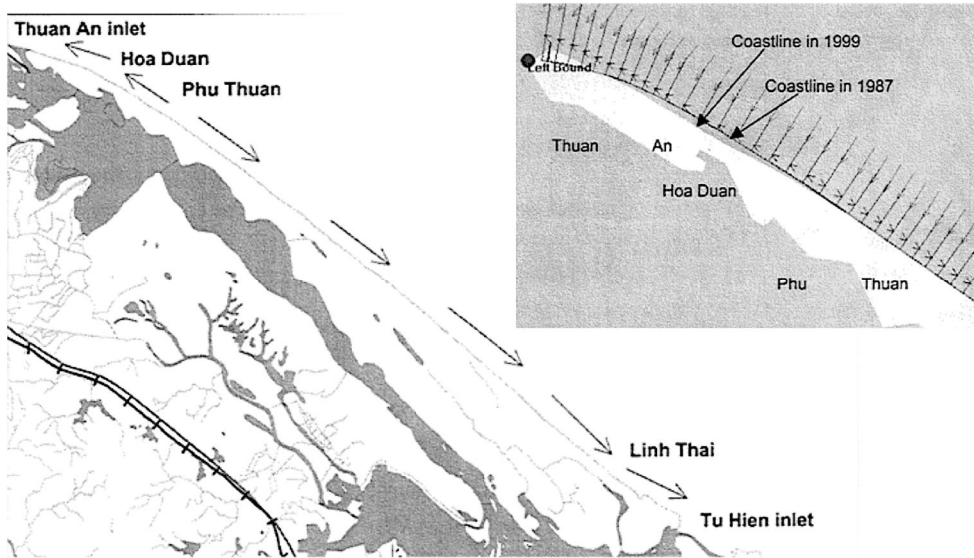 Thuan An inlet
Hoa Duan
Phu Thuan
Linh Thai
Tu Hien inlet
Coastline in 1999
Coastline in 1987
Left Bound
Thuan An
Hoa Duan
Phu Thuan